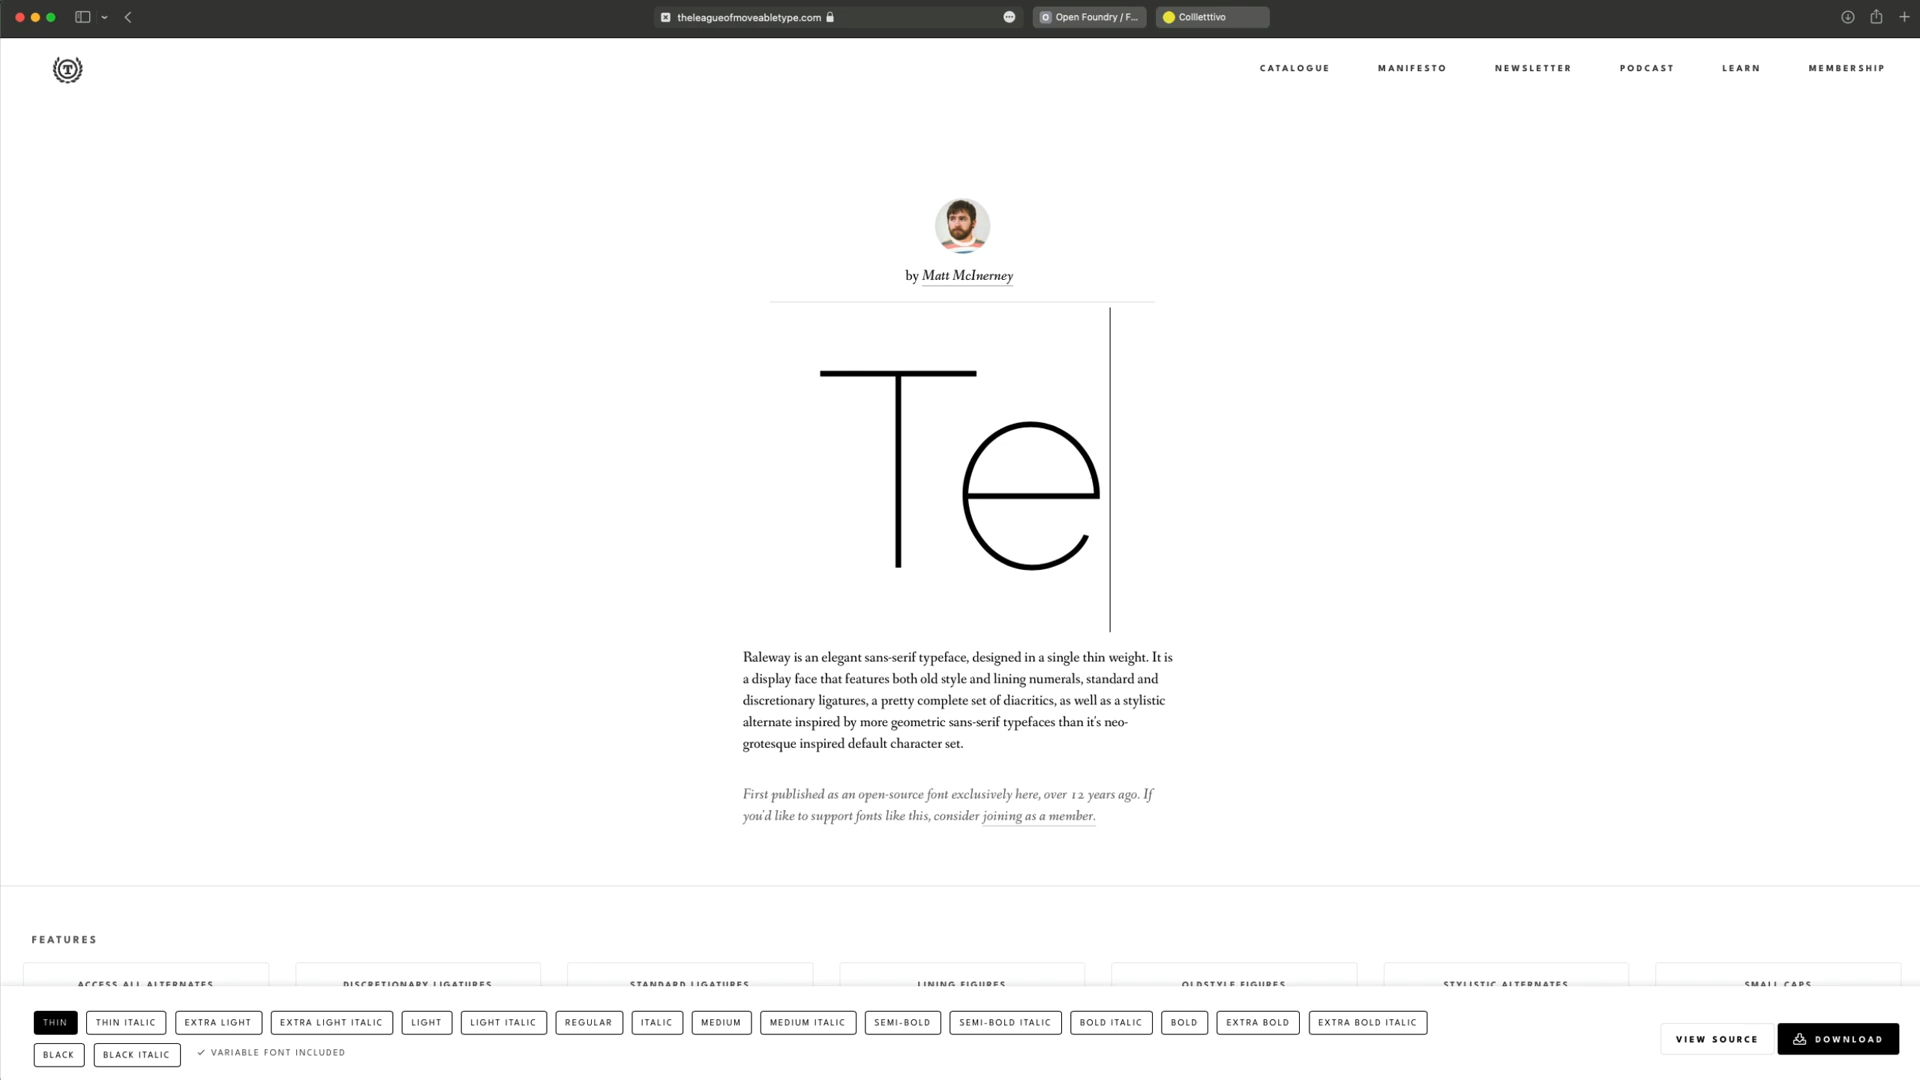 theleagueofmoveabletype.com
Open Foundry / F...
Collletttivo
T
CATALOGUE
MANIFESTO
NEWSLETTER
PODCAST
LEARN
MEMBERSHIP
by Matt McInerney
Te
Raleway is an elegant sans-serif typeface, designed in a single thin weight. It is
a display face that features both old style and lining numerals, standard and
discretionary ligatures, a pretty complete set of diacritics, as well as a stylistic
alternate inspired by more geometric sans-serif typefaces than it's neo-
grotesque inspired default character set.
First published as an open-source font exclusively here, over 12 years ago. If
you'd like to support fonts like this, consider joining as a member.
FEATURES
ACCESS ALL ALTERNATES
DISCRETIONARY LIGATURES
STANDARD LIGATURES
LINING FIGURES
OLDSTYLE FIGURES
STYLISTIC ALTERNATES
SMALL CAPS
THIN
THIN ITALIC
EXTRA LIGHT
EXTRA LIGHT ITALIC
LIGHT
LIGHT ITALIC
REGULAR
ITALIC
MEDIUM
MEDIUM ITALIC
SEMI-BOLD
SEMI-BOLD ITALIC
BOLD ITALIC
BOLD
EXTRA BOLD
EXTRA BOLD ITALIC
BLACK
BLACK ITALIC
VARIABLE FONT INCLUDED
VIEW SOURCE
DOWNLOAD